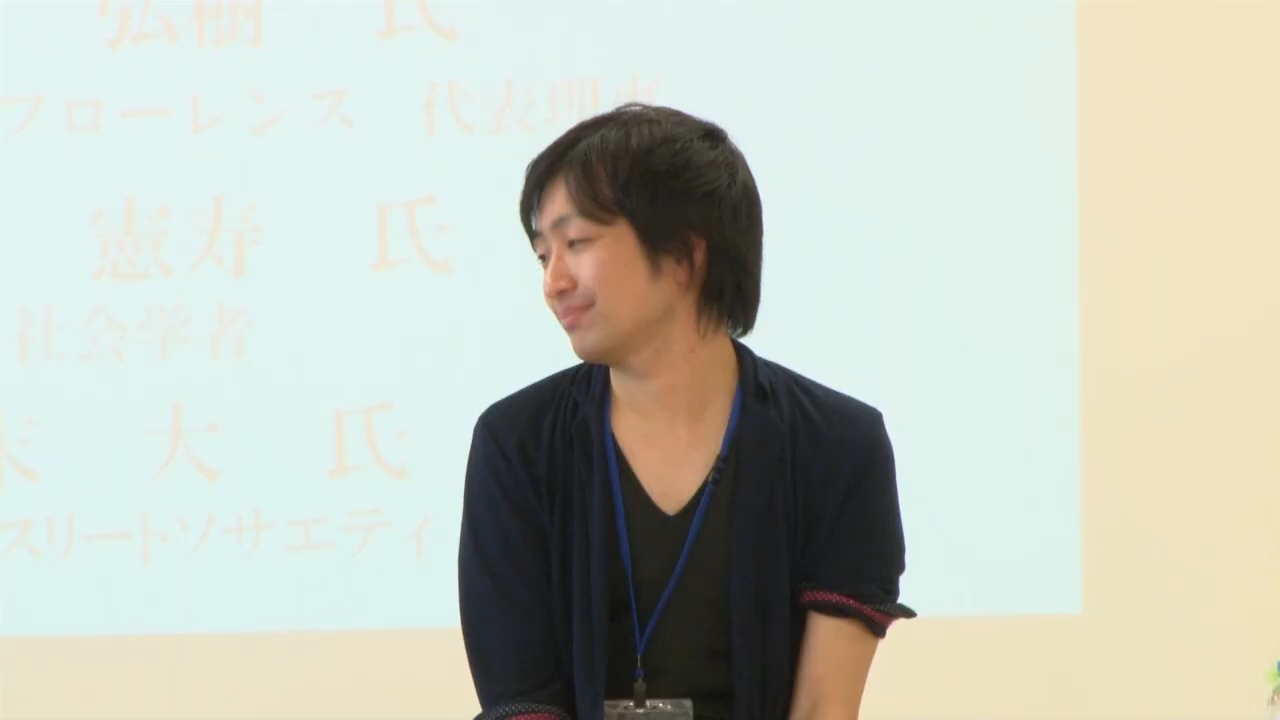 弘樹 氏
フローレンス 代表理事
憲寿 氏
社会学者
大 氏
スリートソサエティ